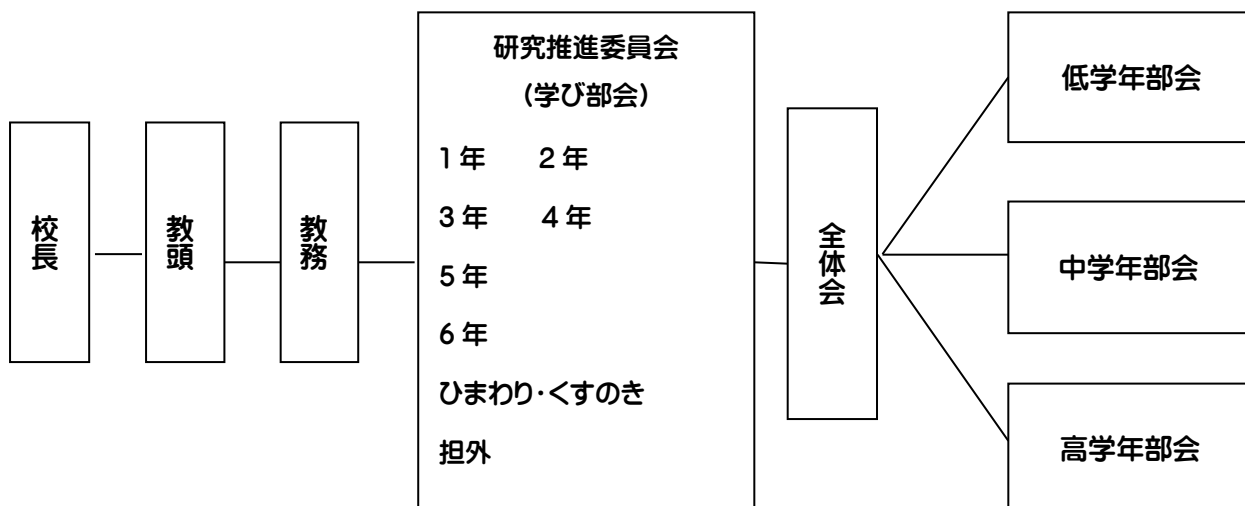 校長
教頭
教務
研究推進委員会
(学び部会)
1年　　2年
3年　　4年
5年
6年
ひまわり・くすのき
担外
全体会
低学年部会
中学年部会
高学年部会